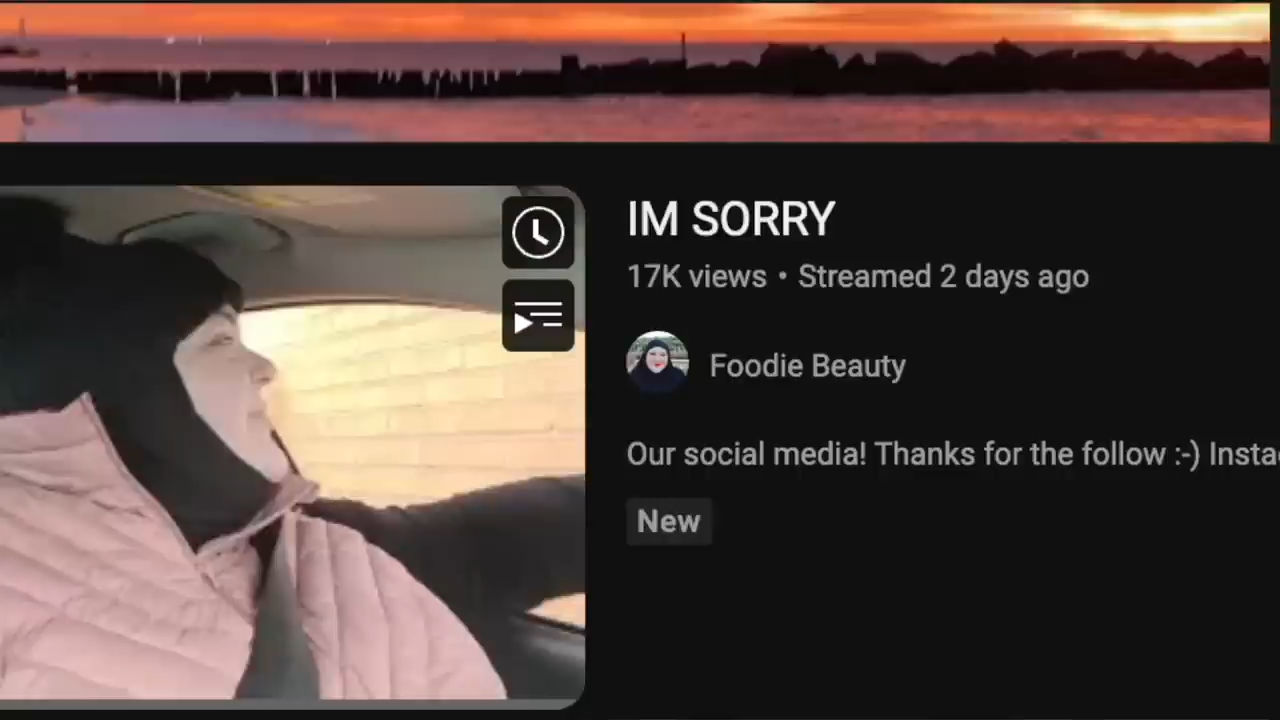 IM SORRY
17K views • Streamed 2 days ago
Foodie Beauty
Our social media! Thanks for the follow :-)
New